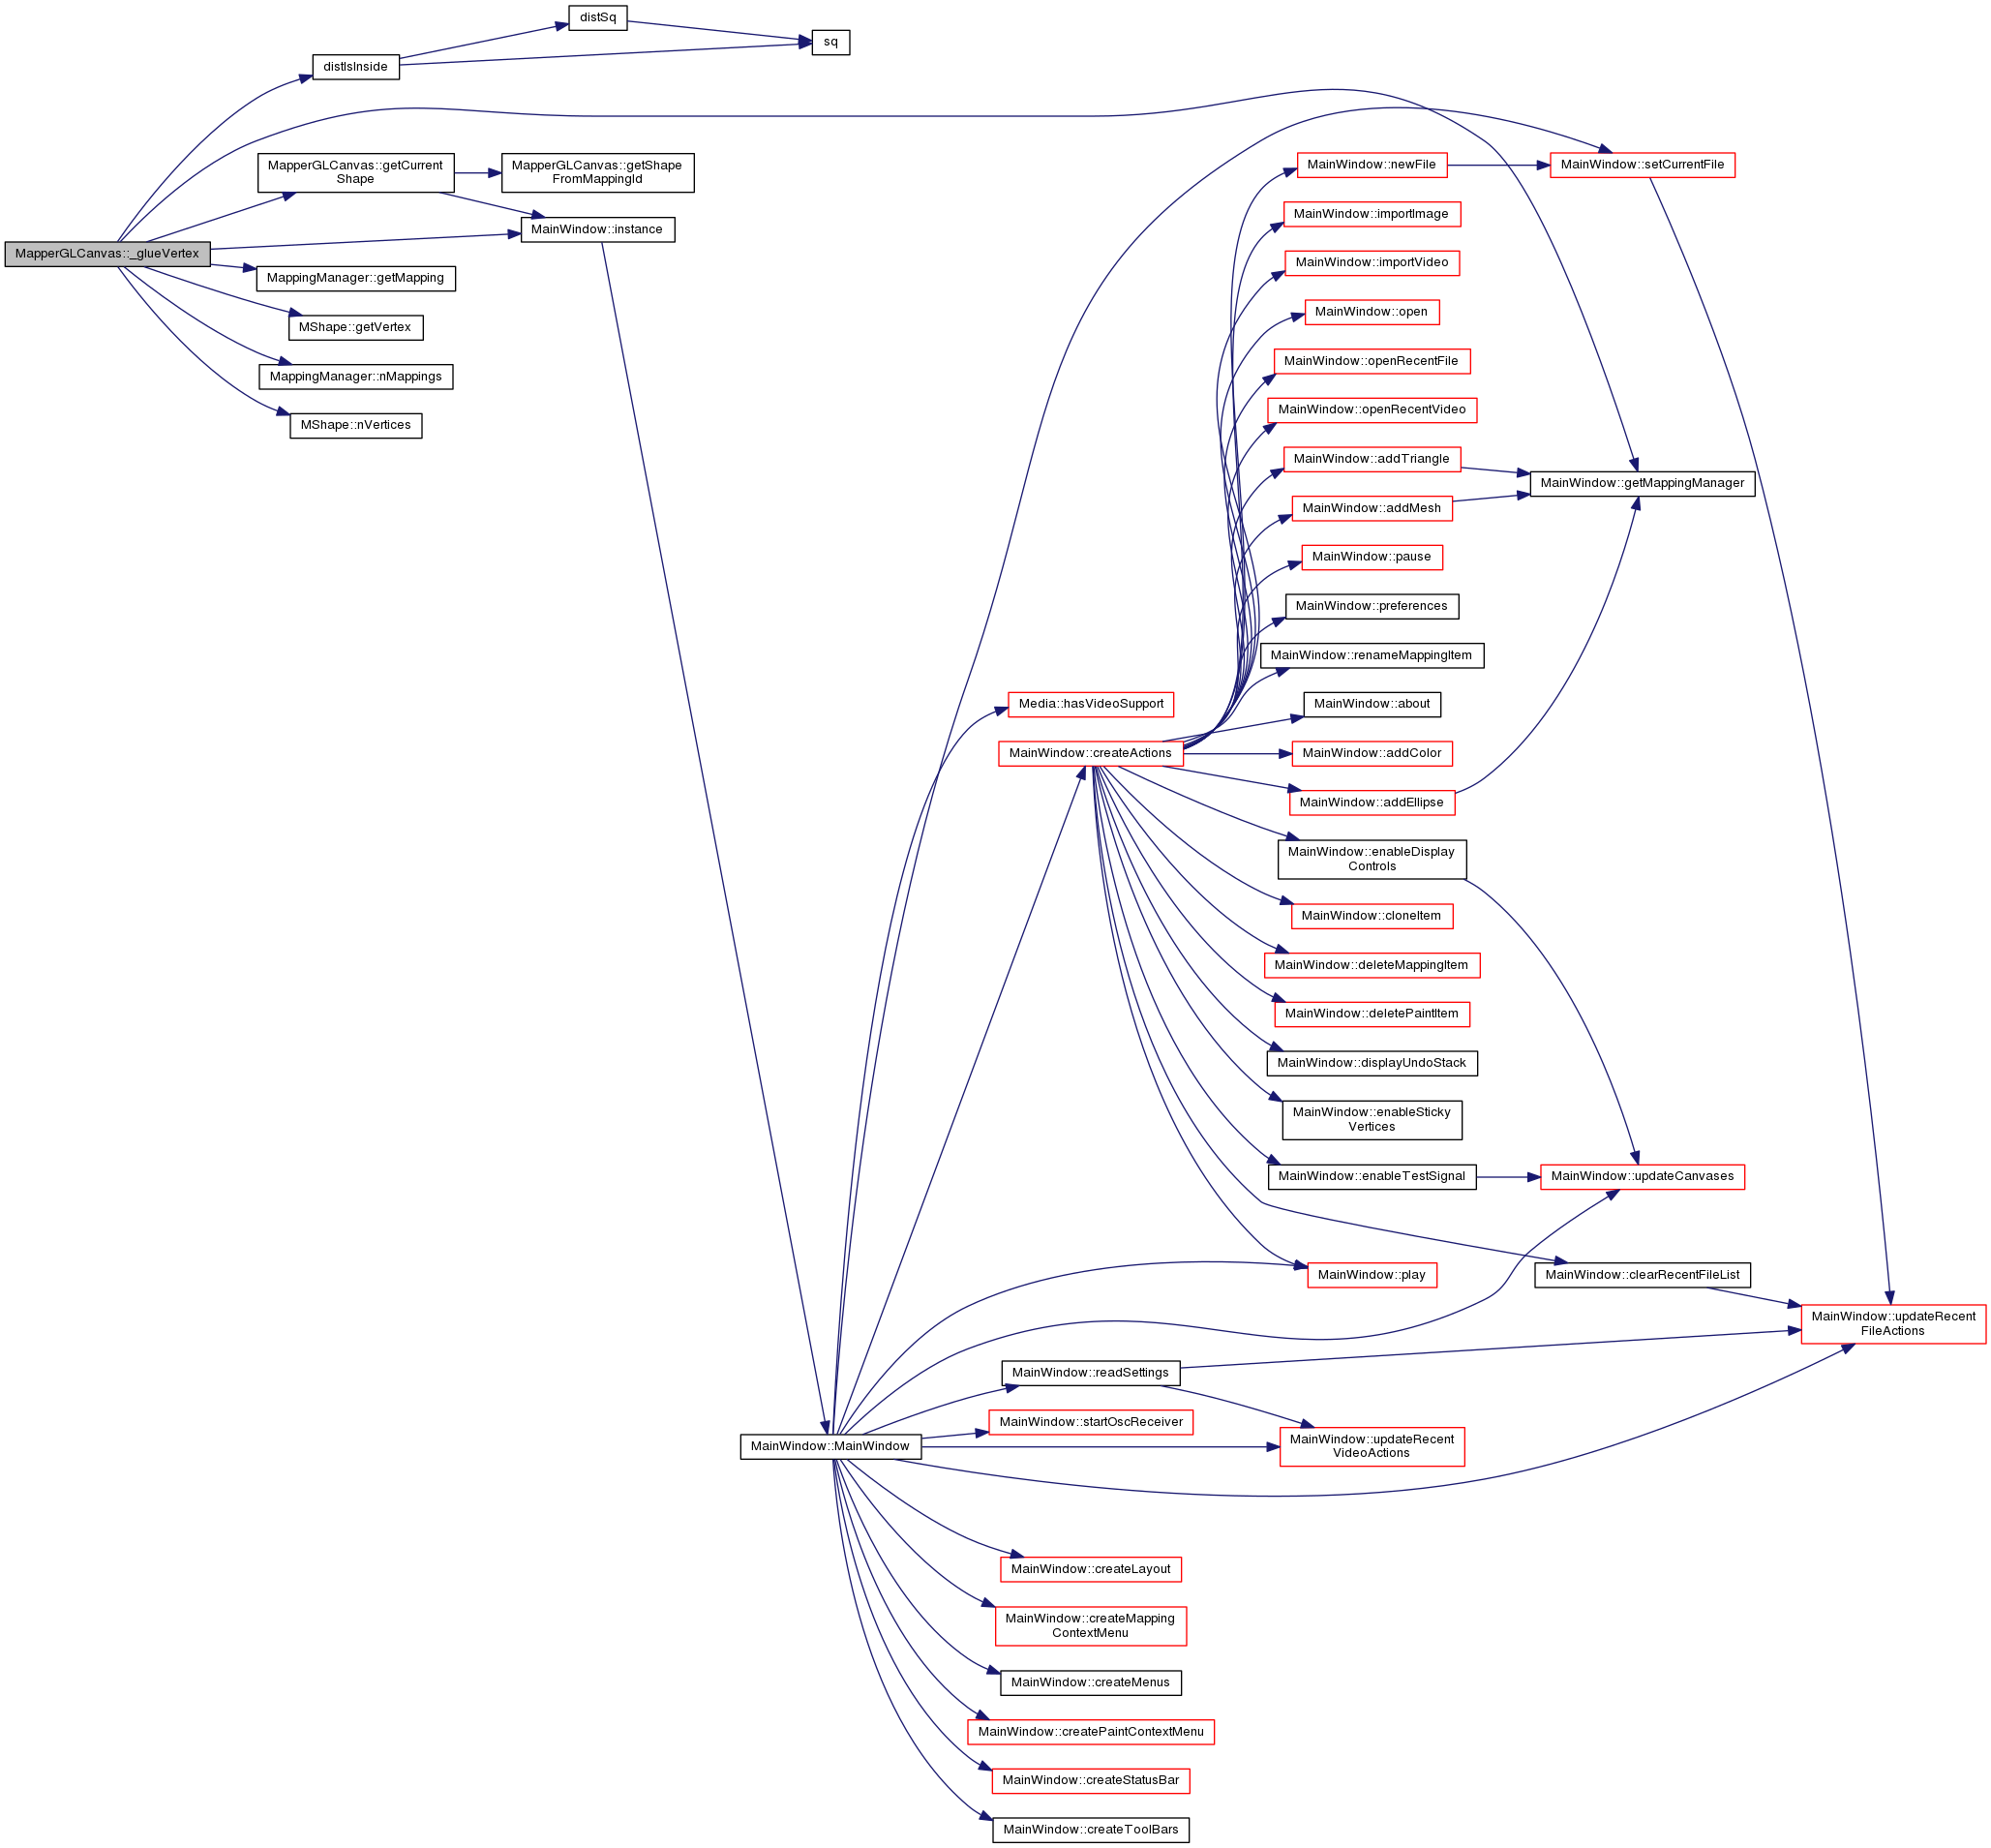 distSq
sq
distIsInside
MapperGLCanvas::getCurrent
Shape
MapperGLCanvas::getShape
FromMappingId
MainWindow::newFile
MainWindow::setCurrentFile
MainWindow::importImage
MainWindow::instance
MapperGLCanvas::_glueVertex
MainWindow::importVideo
MappingManager::getMapping
MainWindow::open
MShape::getVertex
MainWindow::openRecentFile
MappingManager::nMappings
MainWindow::openRecentVideo
MShape::nVertices
MainWindow::addTriangle
MainWindow::getMappingManager
MainWindow::addMesh
MainWindow::pause
MainWindow::preferences
MainWindow::renameMappingItem
Media::hasVideoSupport
MainWindow::about
MainWindow::createActions
MainWindow::addColor
MainWindow::addEllipse
MainWindow::enableDisplay
Controls
MainWindow::cloneItem
MainWindow::deleteMappingItem
MainWindow::deletePaintItem
MainWindow::displayUndoStack
MainWindow::enableSticky
Vertices
MainWindow::enableTestSignal
MainWindow::updateCanvases
MainWindow::play
MainWindow::clearRecentFileList
MainWindow::updateRecent
FileActions
MainWindow::readSettings
MainWindow::startOscReceiver
MainWindow::MainWindow
MainWindow::updateRecent
VideoActions
MainWindow::createLayout
MainWindow::createMapping
ContextMenu
MainWindow::createMenus
MainWindow::createPaintContextMenu
MainWindow::createStatusBar
MainWindow::createToolBars